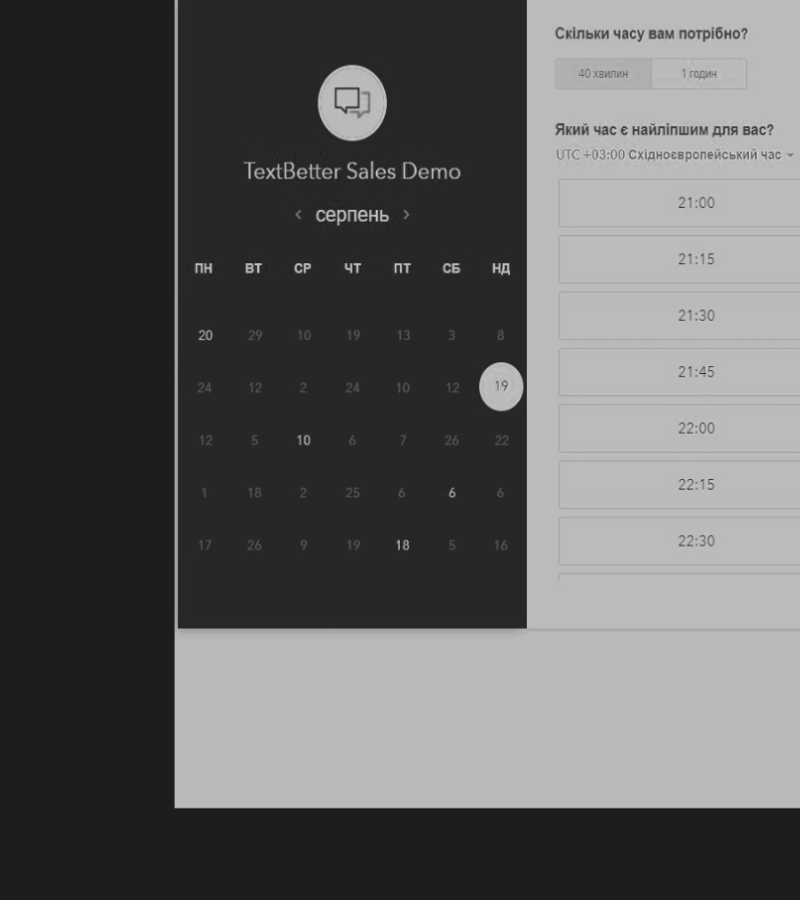 TextBetter Sales Demo
серпень
ПН ВТ СР ЧТ ПТ СБ НД
20 29 10 19 13 3 8
24 12 2 24 10 12 19
12 5 10 6 7 26 22
1 18 2 25 6 6 6
17 26 9 19 18 5 16
Скільки часу вам потрібно?
40 хвилин 1 годин
Який час є найліпшим для вас?
UTC +03:00 Східноєвропейський час
21:00
21:15
21:30
21:45
22:00
22:15
22:30